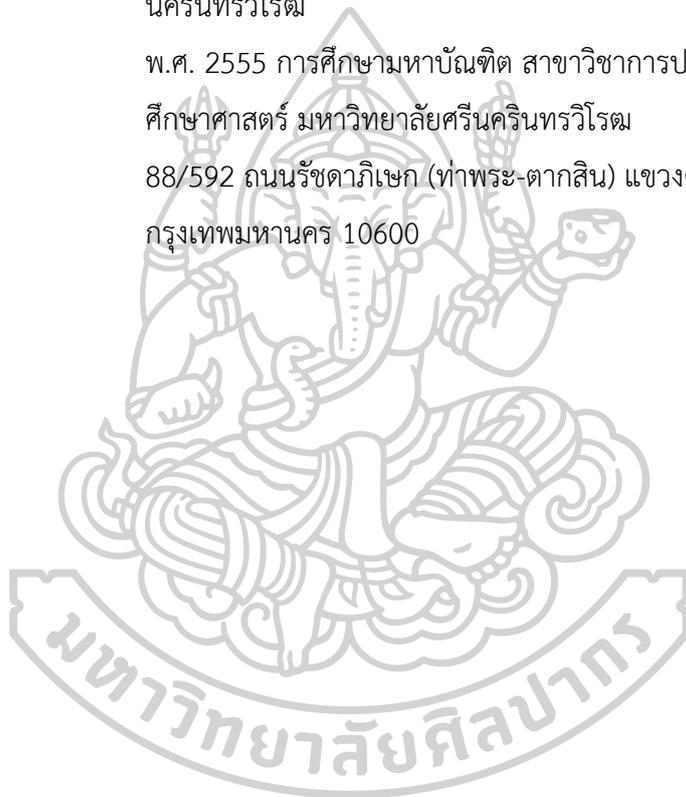 นครินทรวิโรฒ
พ.ศ. 2555 การศึกษามหาบัณฑิต สาขาวิชาการป
ศึกษาศาสตร์ มหาวิทยาลัยศรีนครินทรวิโรฒ
88/592 ถนนรัชดาภิเษก (ท่าพระ-ตากสิน) แขวง
กรุงเทพมหานคร 10600
มหาวิทยาลัยศิลปากร